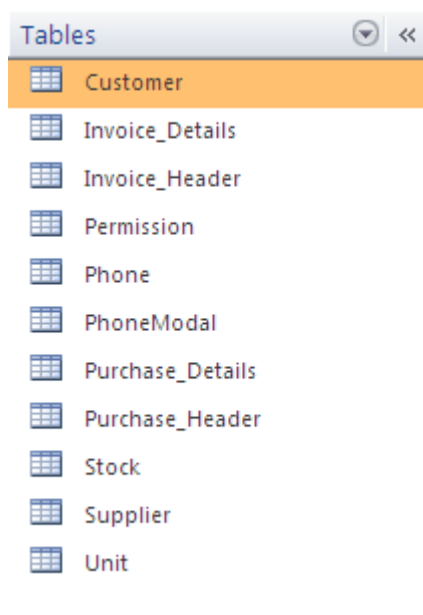 Tables
Customer
Invoice_Details
Invoice_Header
Permission
Phone
PhoneModal
Purchase_Details
Purchase_Header
Stock
Supplier
Unit